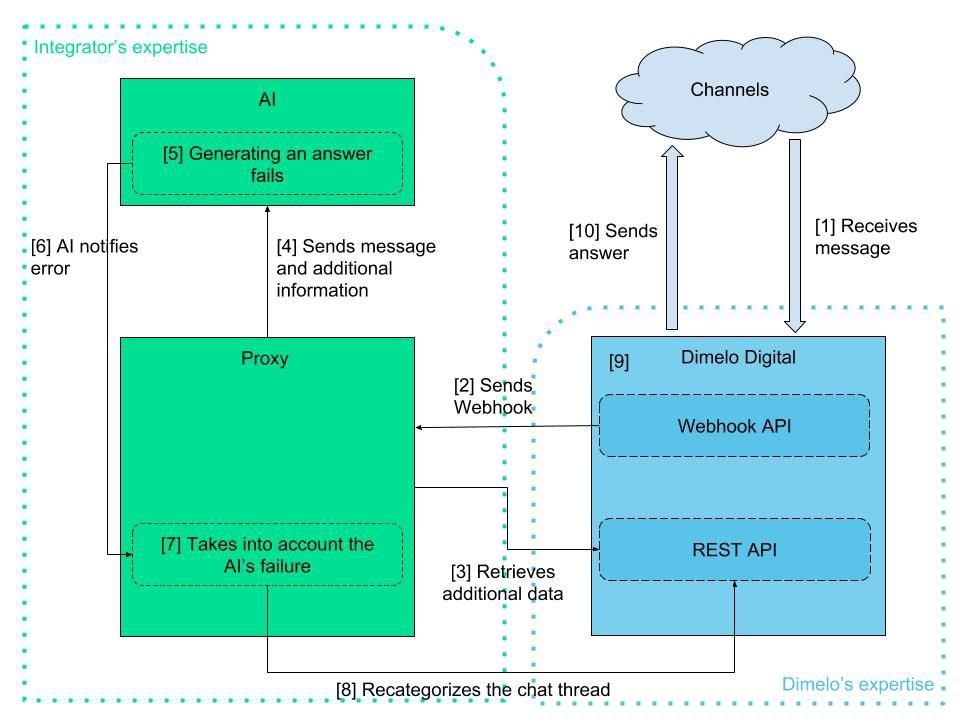 Integrator's expertise
AI
[5] Generating an answer
fails
[6] AI notifies
error
[4] Sends message
and additional
information
Channels
[10] Sends
answer
[1] Receives
message
Proxy
[2] Sends
Webhook
[9]
Dimelo Digital
Webhook API
[7] Takes into account the
AI's failure
[3] Retrieves
additional data
REST API
[8] Recategorizes the chat thread
Dimelo's expertise